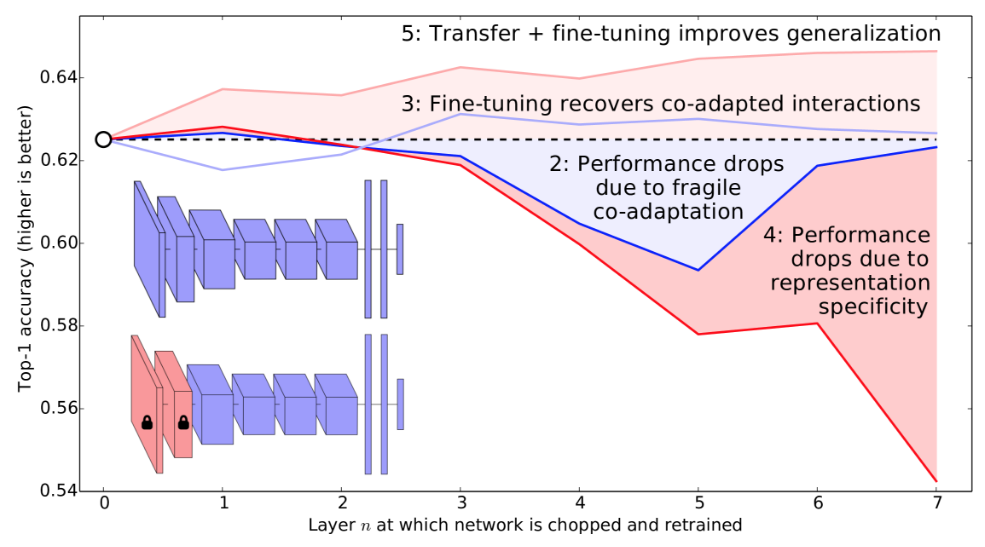 5: Transfer + fine-tuning improves generalization
3: Fine-tuning recovers co-adapted interactions
2: Performance drops
due to fragile
co-adaptation
4: Performance
drops due to
representation
specificity
Top-1 accuracy (higher is better)
0.64
0.62
0.60
0.58
0.56
0.54
0 1 2 3 4 5 6 7
Layer n at which network is chopped and retrained